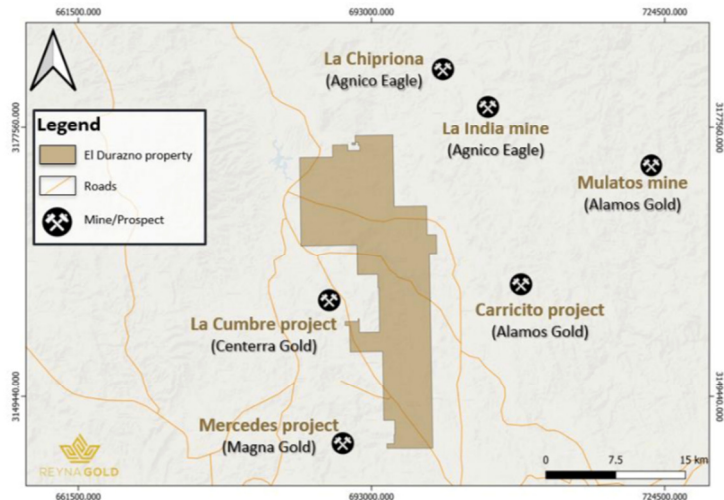 661500.000 693000.000 724500.000
La Chipriona
(Agnico Eagle)
3177560.000
3177560.000
Legend
El Durazno property
Roads
Mine/Prospect
La India mine
(Agnico Eagle)
Mulatos mine
(Alamos Gold)
La Cumbre project
(Centerra Gold)
Carricito project
(Alamos Gold)
3149440.000
3149440.000
Mercedes project
(Magna Gold)
REYNAGOLD
0 7.5 15 km
661500.000 693000.000 724500.000